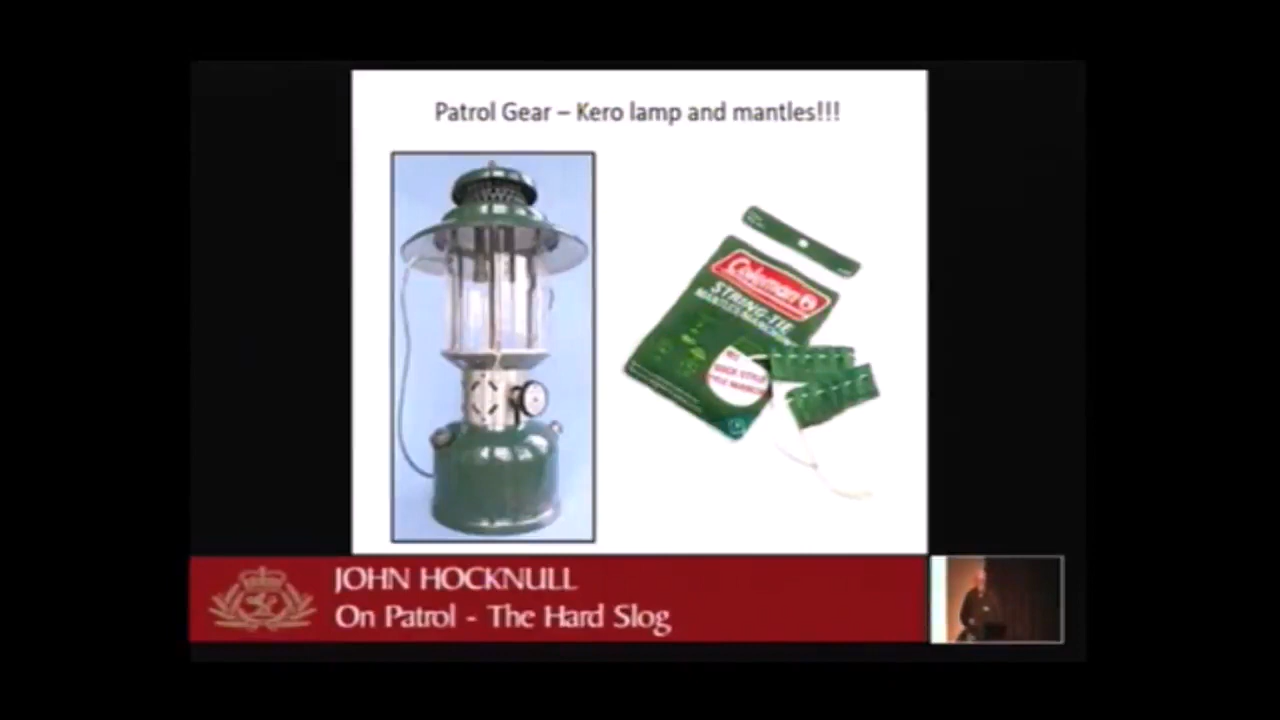 Patrol Gear – Kero lamp and mantles!!!
Coleman
STRING-TIE
JOHN HOCKNULL
On Patrol - The Hard Slog